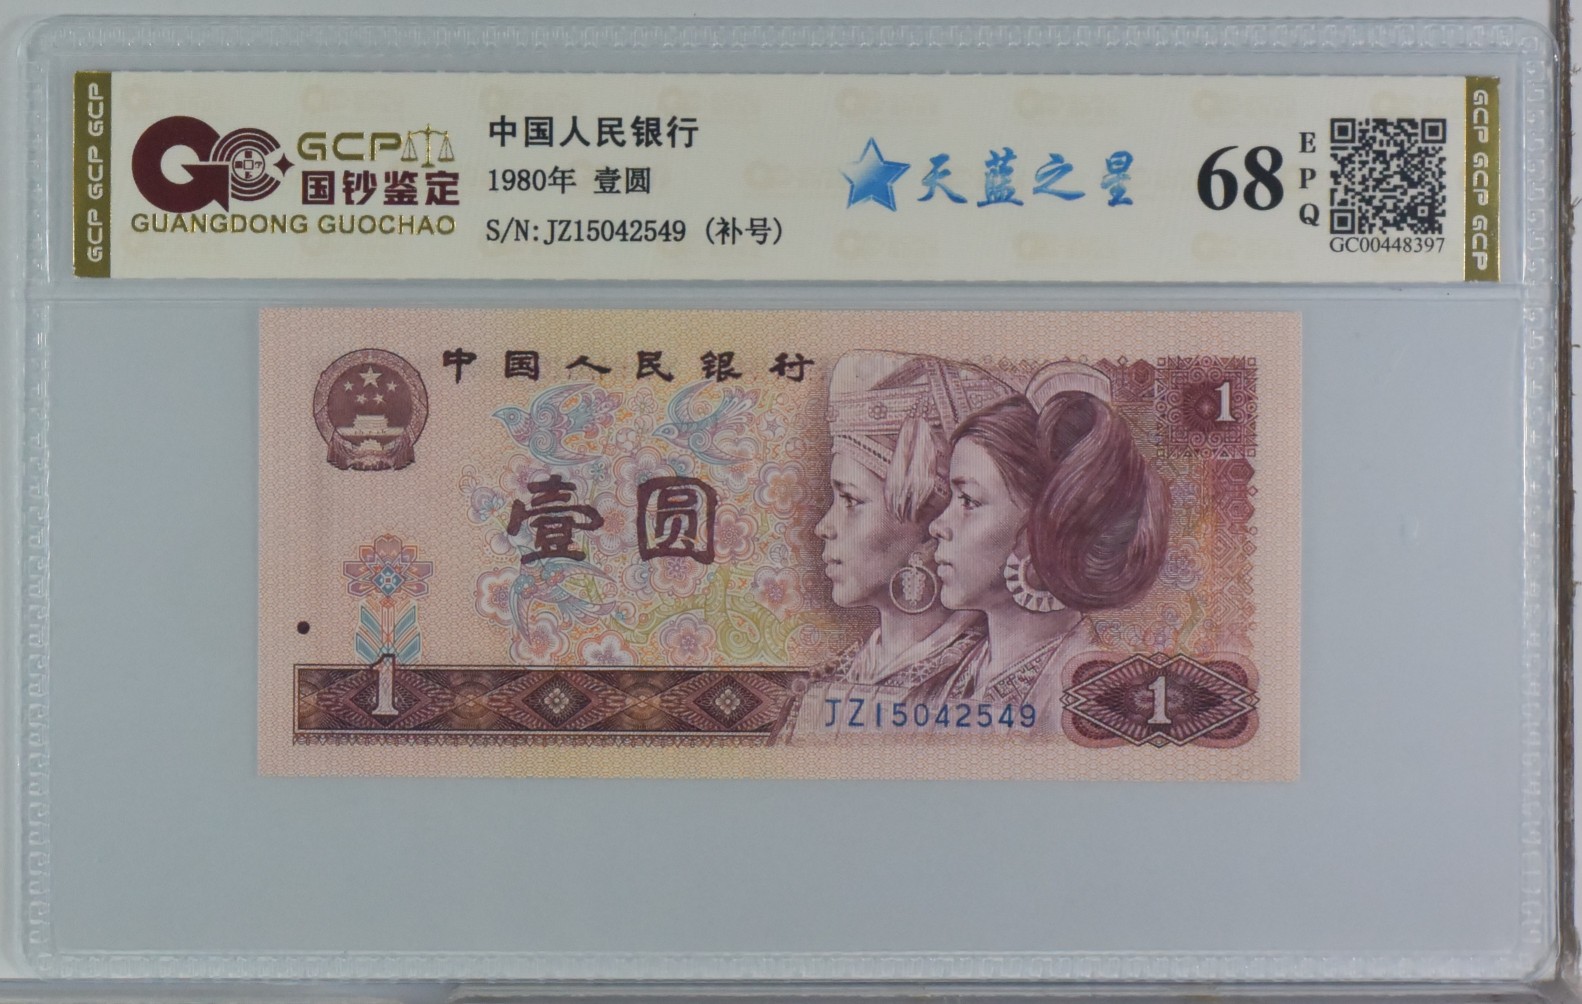 GCP GCP GCP
GCP
国钞鉴定
GUANGDONG GUOCHAO
中国人民银行
1980年 壹圆
S/N:JZ15042549 (补号)
天蓝之星
68
EPQ
GC00448397
GCP GCP GCP
中国人民银行
1
壹圆
1
JZ15042549
1